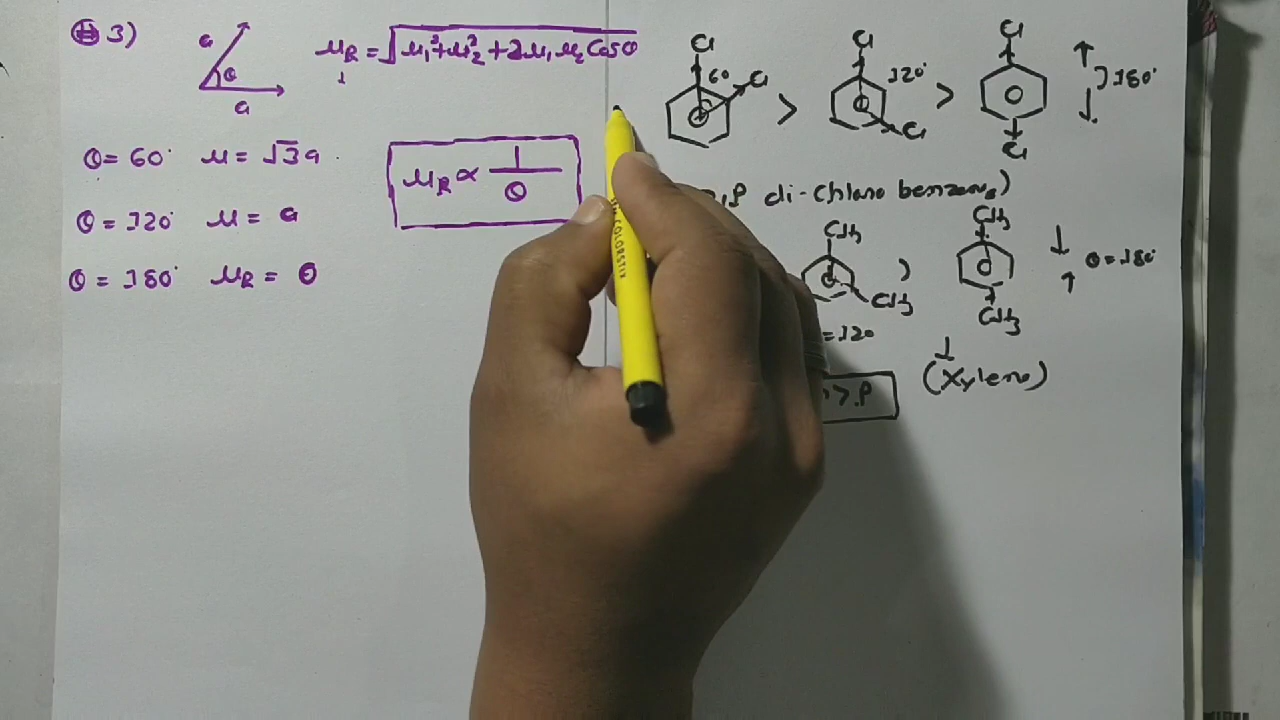 3)
a
θ
a
μR = √μ₁²+μ₂²+2μ₁μ₂Cosθ
θ = 60° μ = √3a
θ = 120° μ = a
θ = 180° μR = 0
μR ∝ 1/θ
Cl 60 Cl > Cl 120° Cl > Cl Cl 180°
,P di-chloro benzene)
CH₃ CH₃ > CH₃ CH₃ θ=180°
=120
(Xylene)
>.P
COLORSTIX